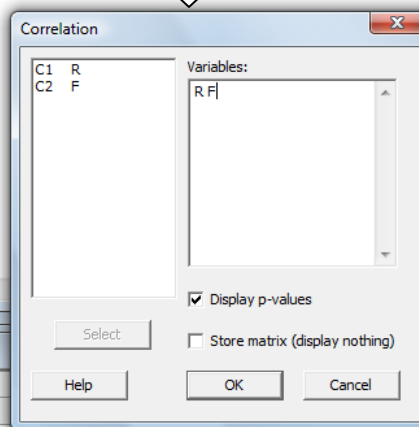 Correlation
C1 R
C2 F
Variables:
R F
Display p-values
Select
Store matrix (display nothing)
Help
OK
Cancel